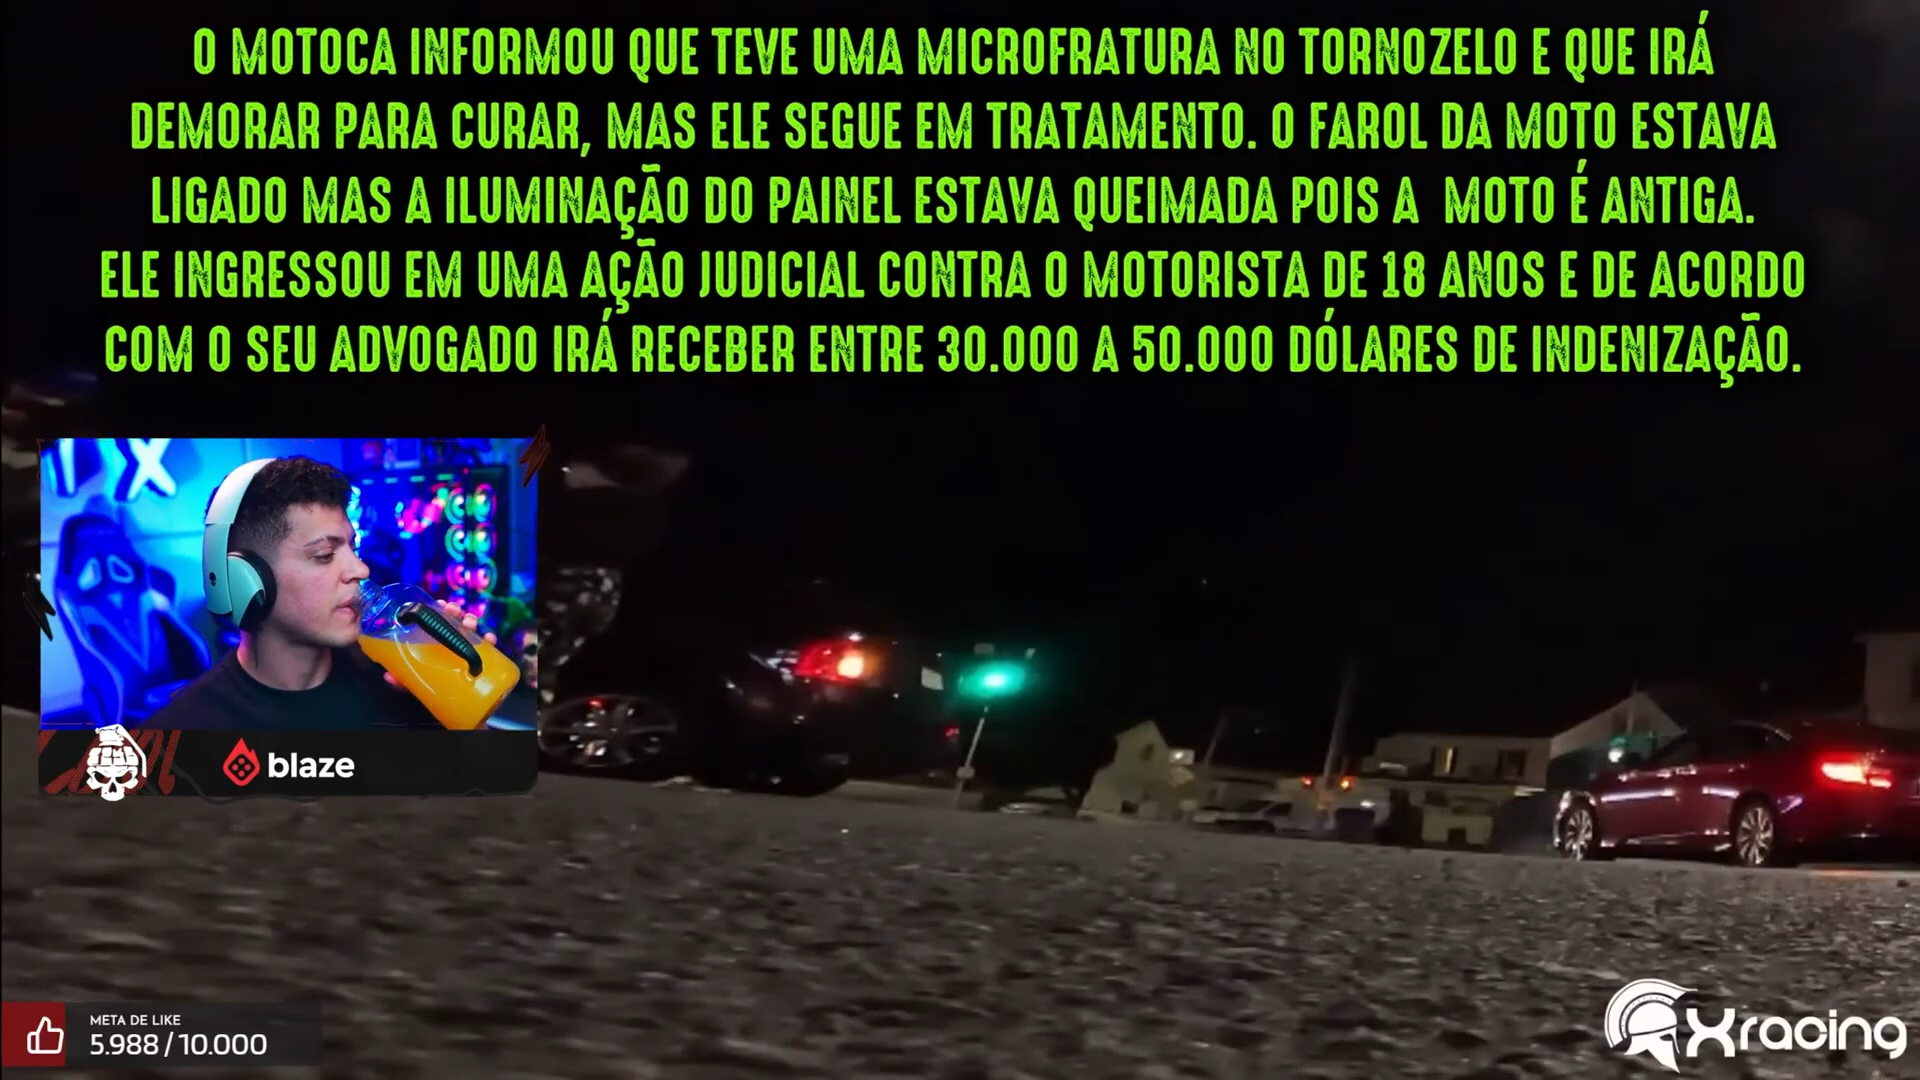 O MOTOCA INFORMOU QUE TEVE UMA MICROFRATURA NO TORNOZELO E QUE IRÁ
DEMORAR PARA CURAR, MAS ELE SEGUE EM TRATAMENTO. O FAROL DA MOTO ESTAVA
LIGADO MAS A ILUMINAÇÃO DO PAINEL ESTAVA QUEIMADA POIS A MOTO É ANTIGA.
ELE INGRESSOU EM UMA AÇÃO JUDICIAL CONTRA O MOTORISTA DE 18 ANOS E DE ACORDO
COM O SEU ADVOGADO IRÁ RECEBER ENTRE 30.000 A 50.000 DÓLARES DE INDENIZAÇÃO.
blaze
META DE LIKE
5.988 / 10.000
Xracing